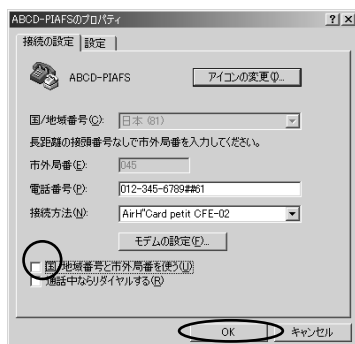 ABCD-PIAFSのプロパティ
接続の設定 設定
ABCD-PIAFS アイコンの変更(I)...
国/地域番号(C): 日本 (81)
長距離の接頭番号なしで市外局番を入力してください。
市外局番(E): 045
電話番号(P): 012-345-6789##61
接続方法(N): AirH"Card petit CFE-02
モデムの設定(F)...
国/地域番号と市外局番を使う(U)
通話中ならリダイヤルする(R)
OK キャンセル